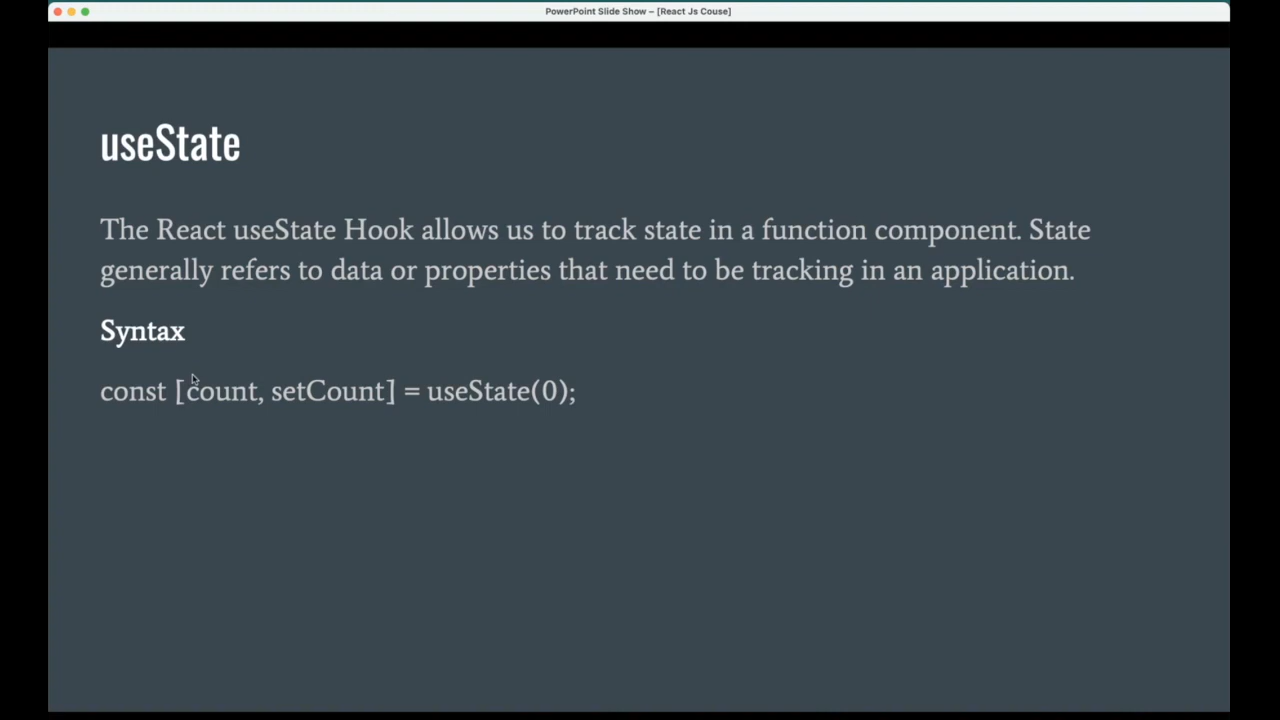 PowerPoint Slide Show – [React Js Couse]
useState
The React useState Hook allows us to track state in a function component. State
generally refers to data or properties that need to be tracking in an application.
Syntax
const [count, setCount] = useState(0);